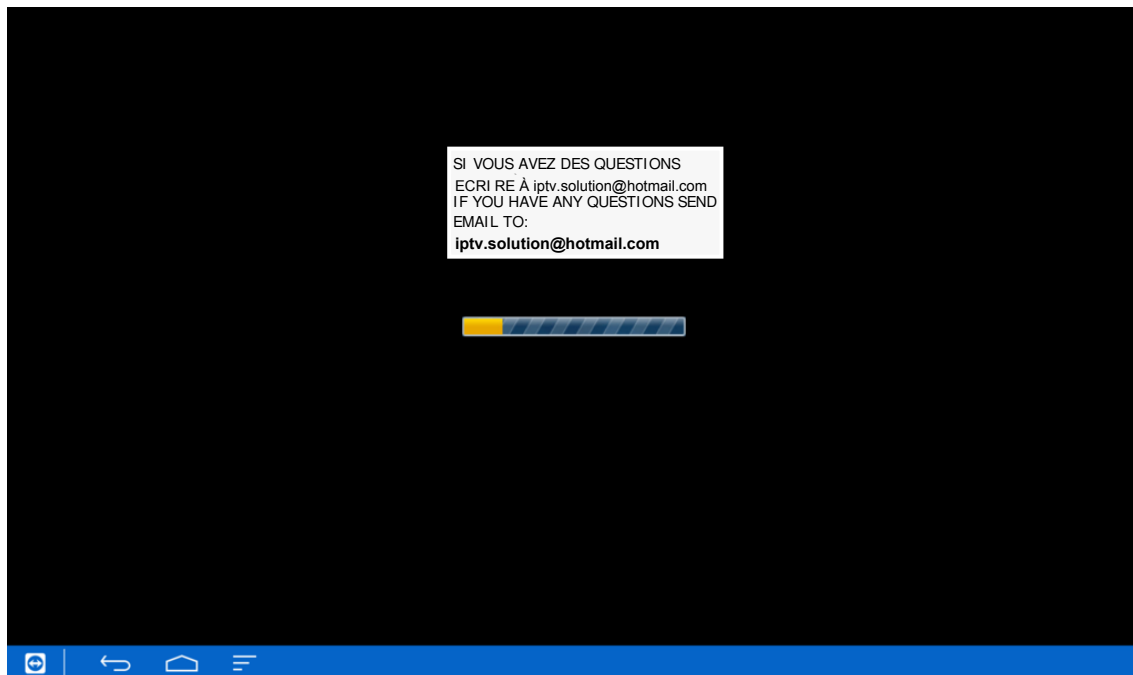 SI VOUS AVEZ DES QUESTIONS
ECRIRE À iptv.solution@hotmail.com
IF YOU HAVE ANY QUESTIONS SEND
EMAIL TO:
iptv.solution@hotmail.com